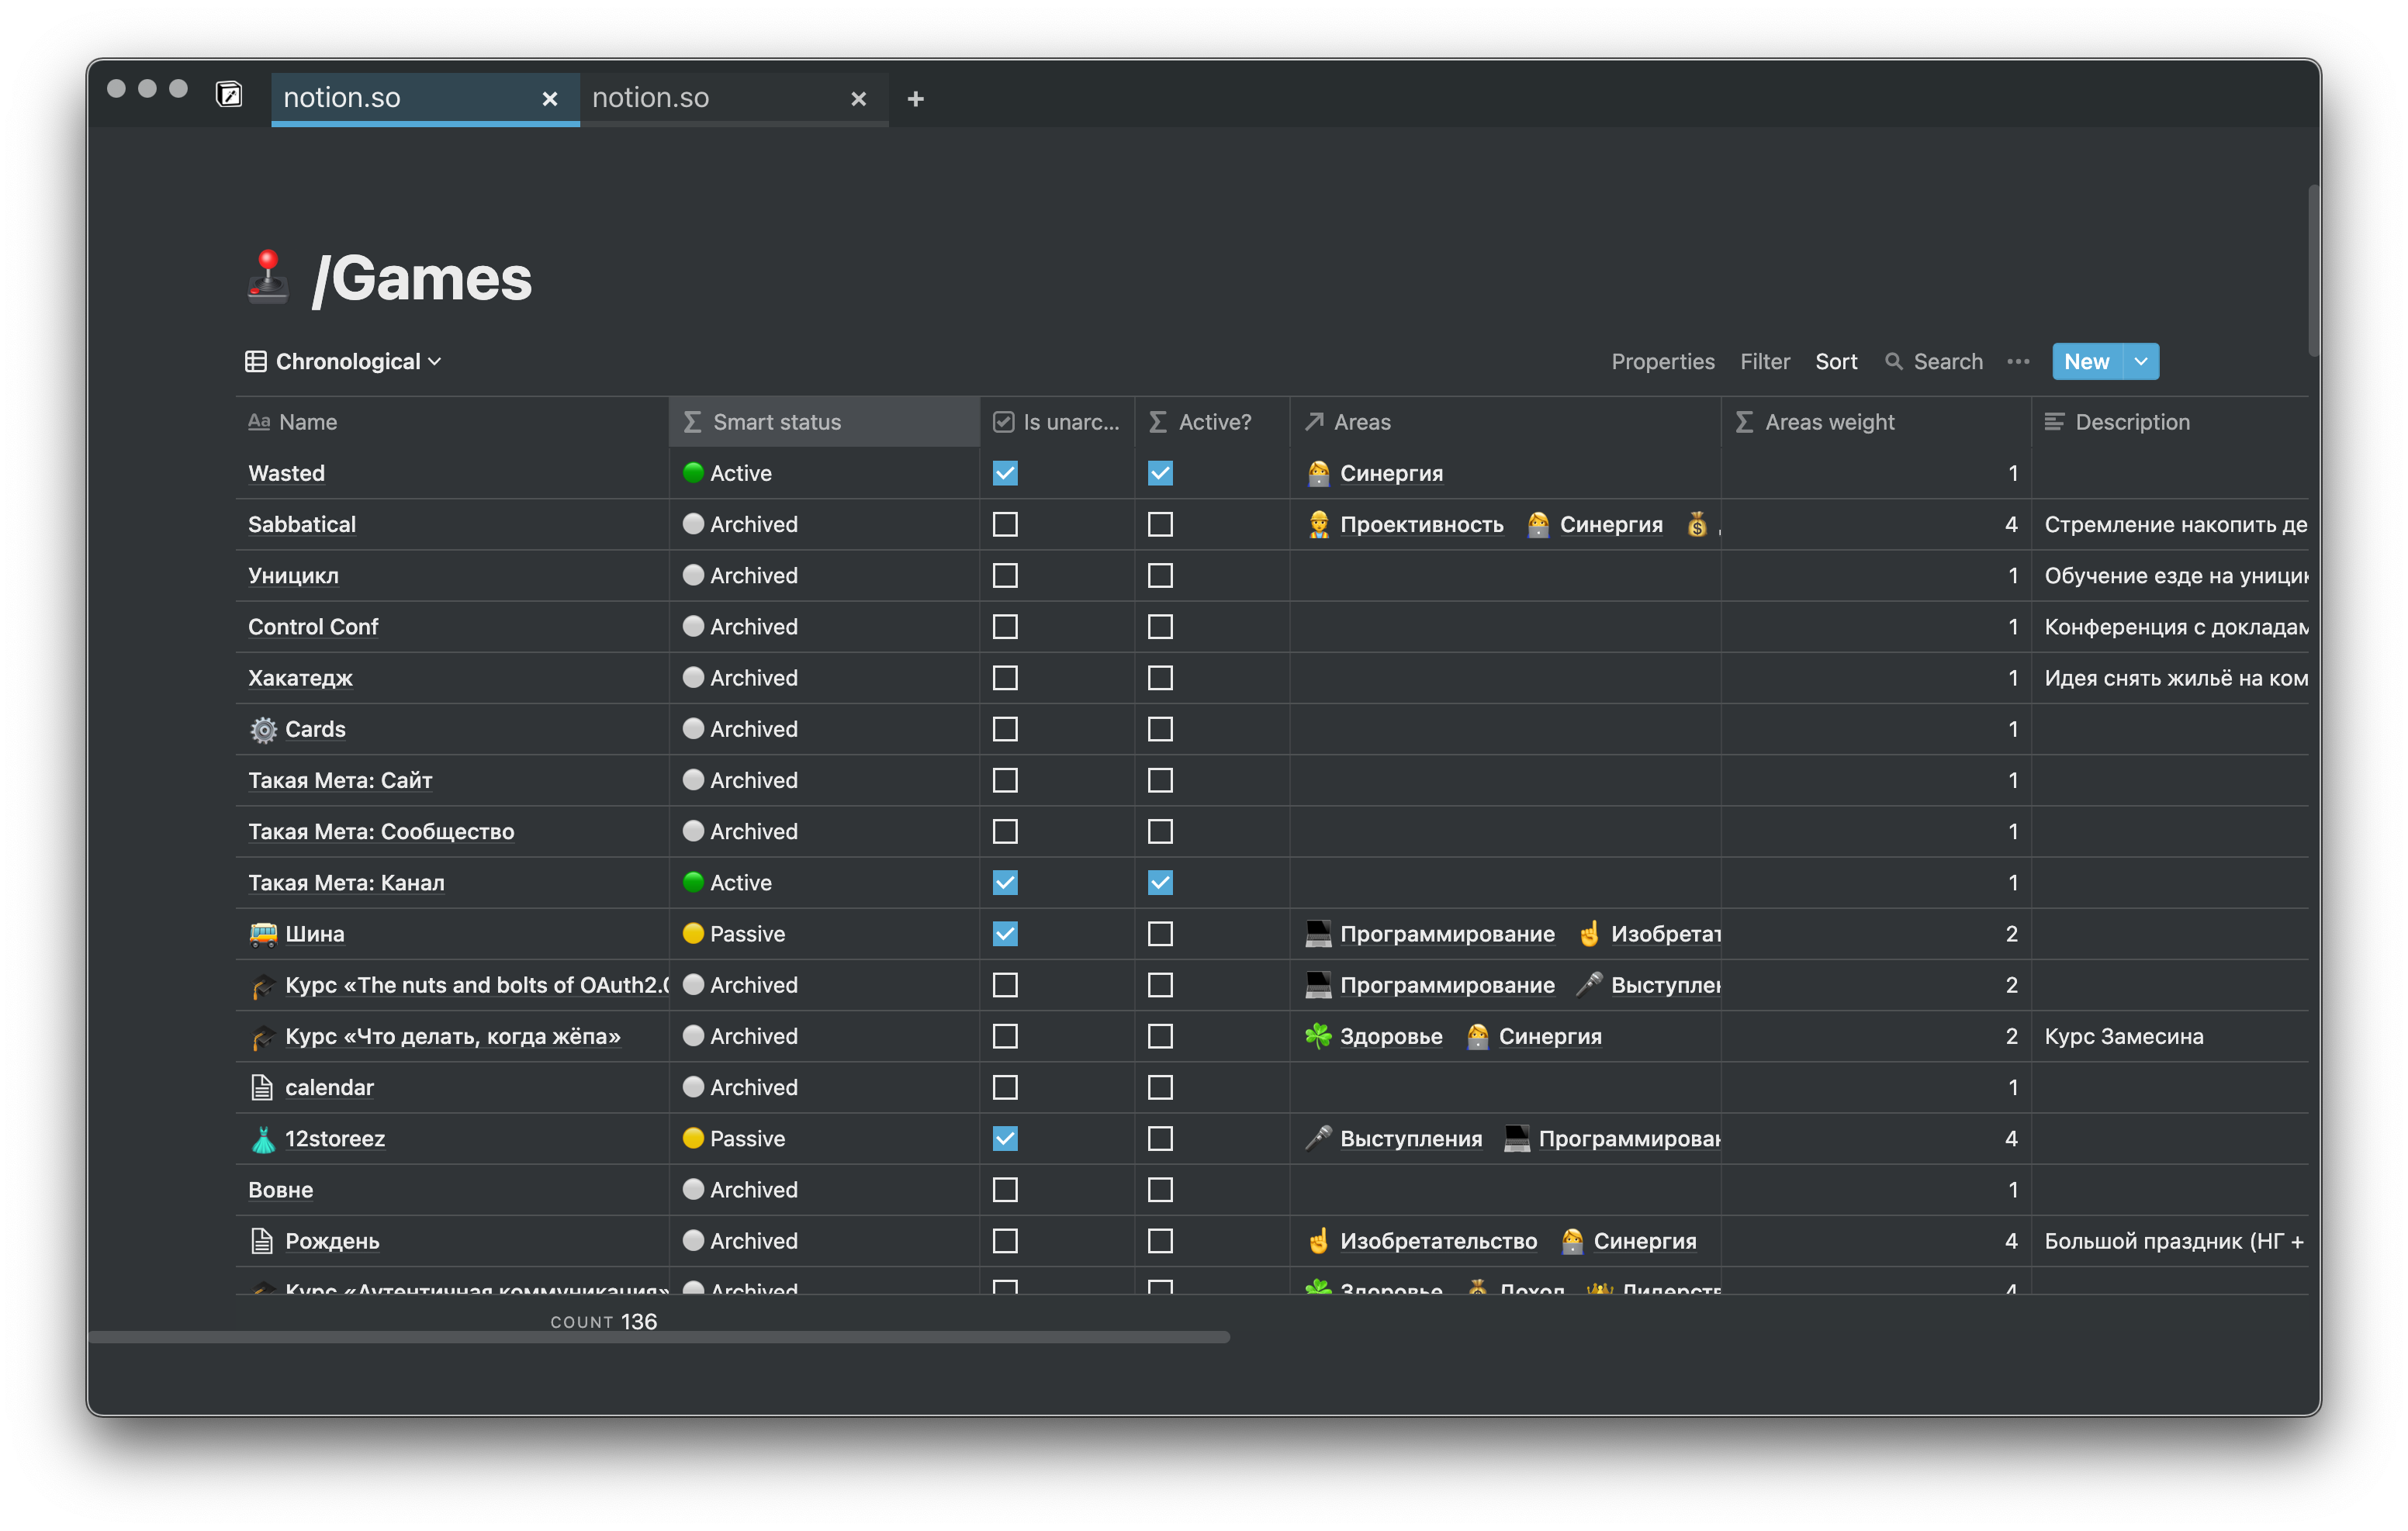 notion.so × notion.so × +
/Games
Chronological Properties Filter Sort Search ••• New
Aa Name Σ Smart status Is unarc... Σ Active? Areas Σ Areas weight Description
Wasted Active Синергия 1
Sabbatical Archived Проективность Синергия 4 Стремление накопить де
Уницикл Archived 1 Обучение езде на уници
Control Conf Archived 1 Конференция с докладам
Хакатедж Archived 1 Идея снять жильё на ком
Cards Archived 1
Такая Мета: Сайт Archived 1
Такая Мета: Сообщество Archived 1
Такая Мета: Канал Active 1
Шина Passive Программирование Изобретат 2
Курс «The nuts and bolts of OAuth2.0 Archived Программирование Выступлен 2
Курс «Что делать, когда жёпа» Archived Здоровье Синергия 2 Курс Замесина
calendar Archived 1
12storeez Passive Выступления Программирован 4
Вовне Archived 1
Рождень Archived Изобретательство Синергия 4 Большой праздник (НГ +
Курс «Аутентичная коммуникация» Archived Здоровье Доход Лидерств 4
COUNT 136